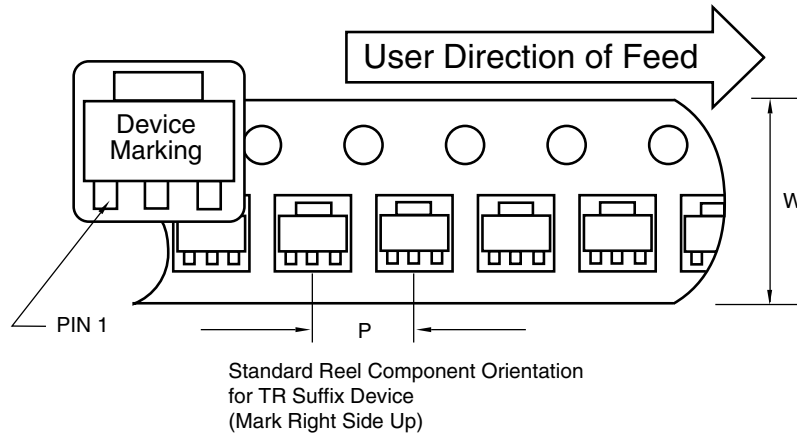 User Direction of Feed
Device
Marking
W
PIN 1
P
Standard Reel Component Orientation
for TR Suffix Device
(Mark Right Side Up)